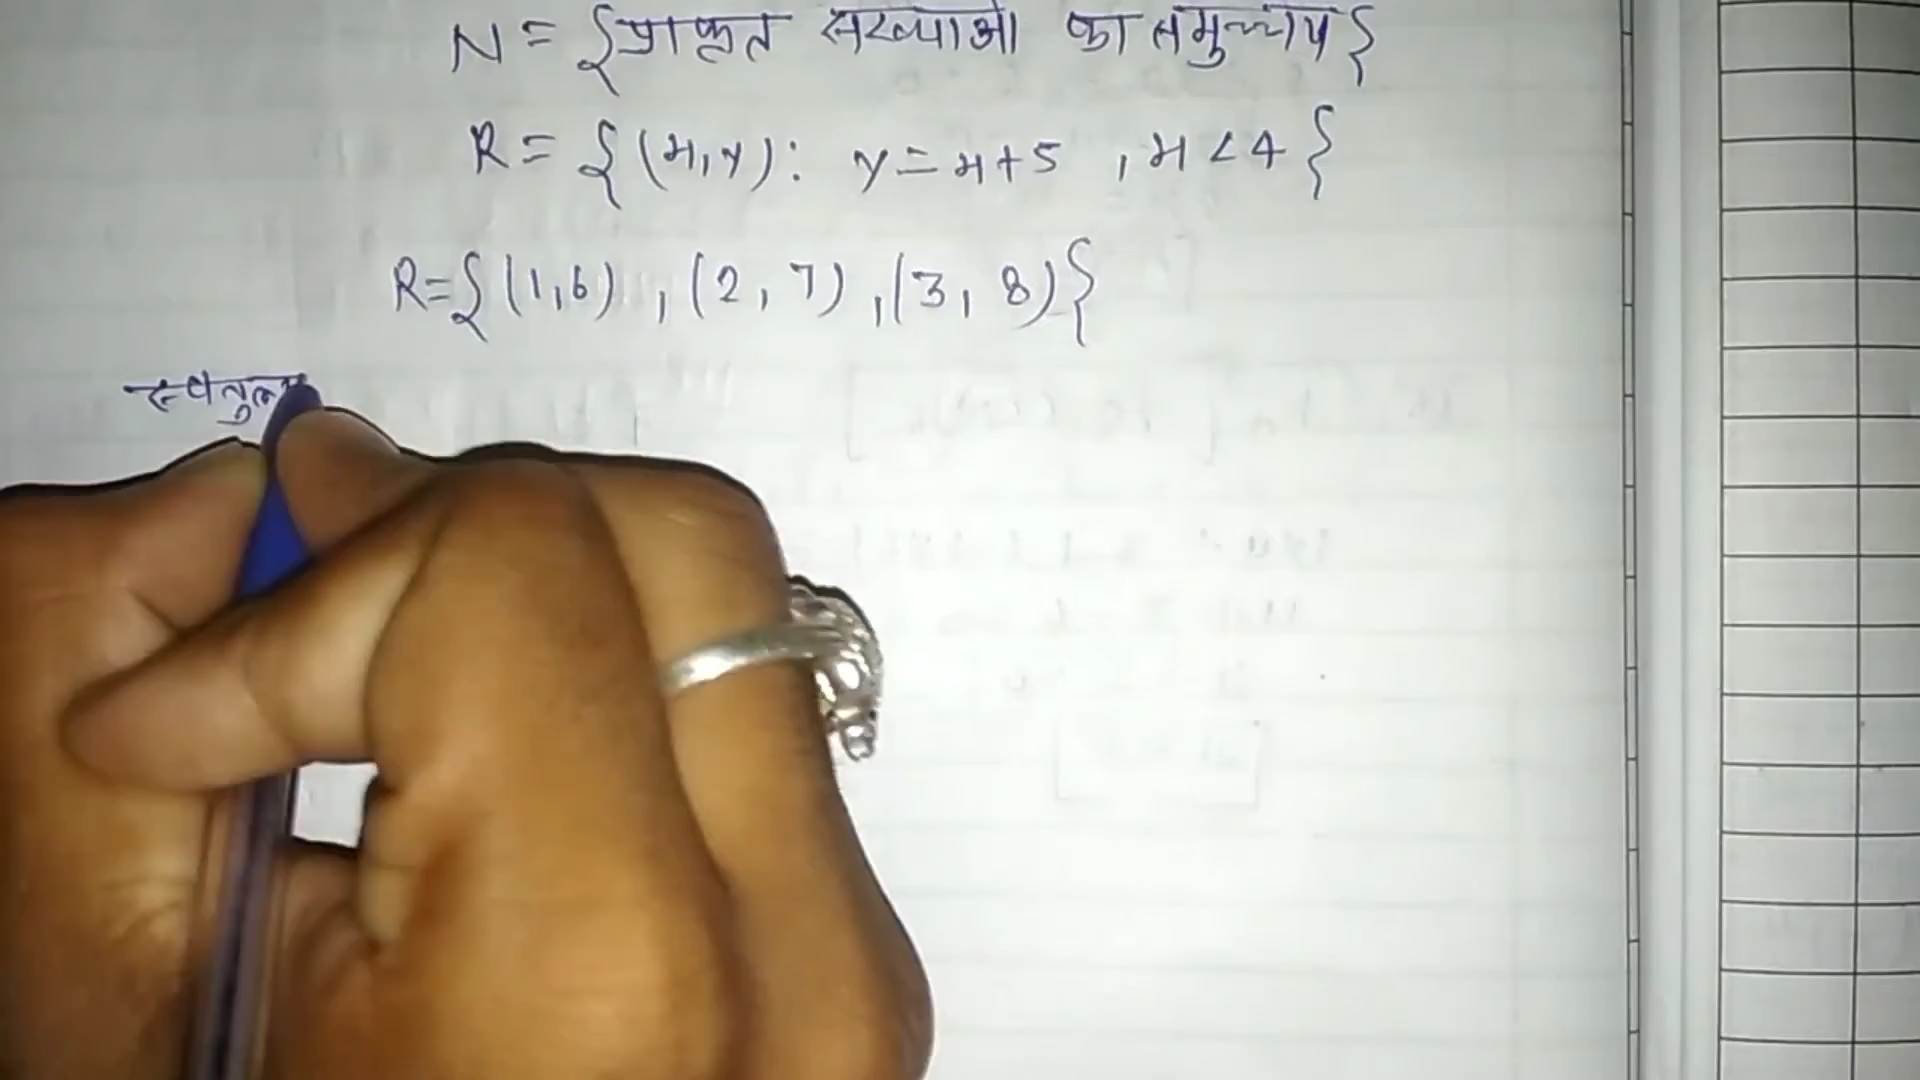 N = {प्राकृत संख्याओ का समुच्चय}
R = {(x,y): y = x+5 , x < 4}
R={(1,6) , (2, 7) , (3, 8)}
स्वतुल्य